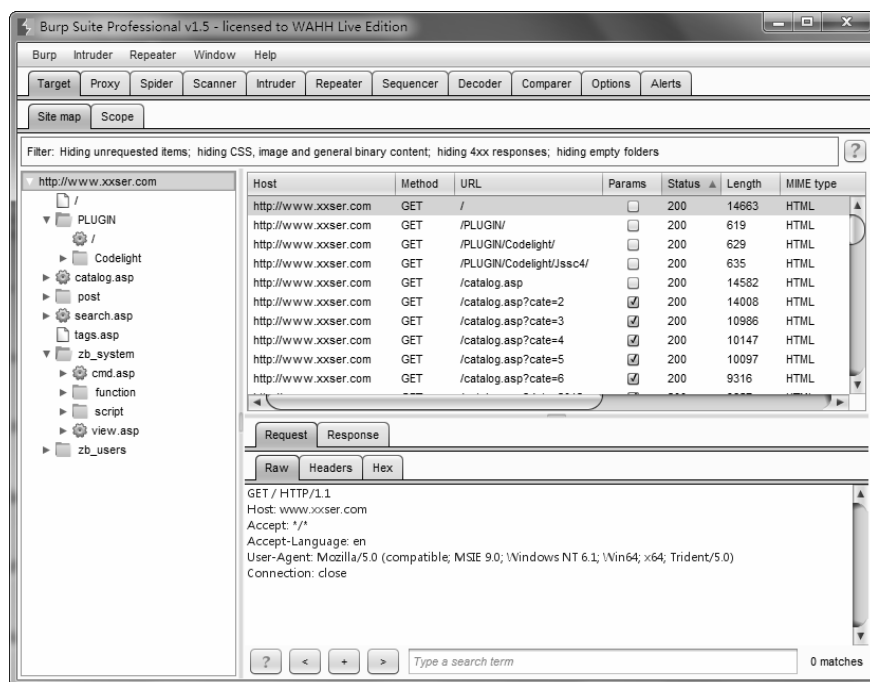 Burp Suite Professional v1.5 - licensed to WAHH Live Edition
Burp Intruder Repeater Window Help
Target Proxy Spider Scanner Intruder Repeater Sequencer Decoder Comparer Options Alerts
Site map Scope
Filter: Hiding unrequested items; hiding CSS, image and general binary content; hiding 4xx responses; hiding empty folders ?
http://www.xxser.com
/
PLUGIN
/
Codelight
catalog.asp
post
search.asp
tags.asp
zb_system
cmd.asp
function
script
view.asp
zb_users
Host Method URL Params Status Length MIME type
http://www.xxser.com GET / 200 14663 HTML
http://www.xxser.com GET /PLUGIN/ 200 619 HTML
http://www.xxser.com GET /PLUGIN/Codelight/ 200 629 HTML
http://www.xxser.com GET /PLUGIN/Codelight/Jssc4/ 200 635 HTML
http://www.xxser.com GET /catalog.asp 200 14582 HTML
http://www.xxser.com GET /catalog.asp?cate=2 200 14008 HTML
http://www.xxser.com GET /catalog.asp?cate=3 200 10986 HTML
http://www.xxser.com GET /catalog.asp?cate=4 200 10147 HTML
http://www.xxser.com GET /catalog.asp?cate=5 200 10097 HTML
http://www.xxser.com GET /catalog.asp?cate=6 200 9316 HTML
Request Response
Raw Headers Hex
GET / HTTP/1.1
Host: www.xxser.com
Accept: */*
Accept-Language: en
User-Agent: Mozilla/5.0 (compatible; MSIE 9.0; Windows NT 6.1; Win64; x64; Trident/5.0)
Connection: close
? < + > Type a search term 0 matches